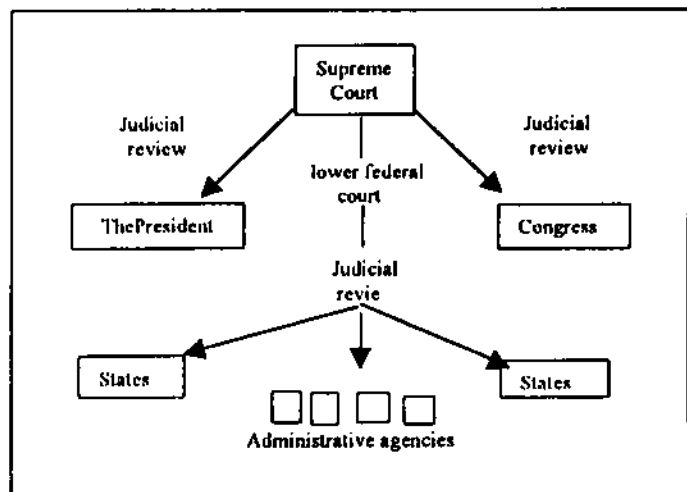 Supreme
Court
Judicial
review
Judicial
review
lower federal
court
ThePresident
Congress
Judicial
revie
States
States
Administrative agencies